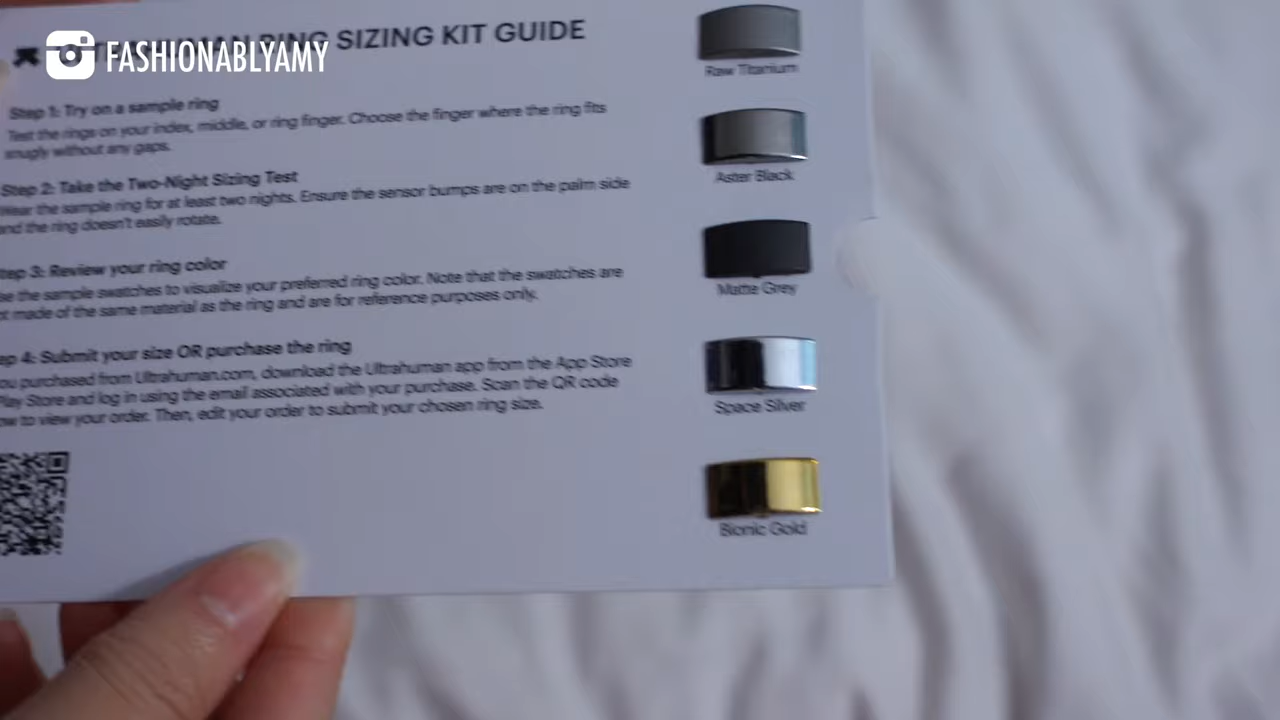 FASHIONABLYAMY
RING SIZING KIT GUIDE
Step 1: Try on a sample ring
Test the rings on your index, middle, or ring finger. Choose the finger where the ring fits
snugly without any gaps.
Step 2: Take the Two-Night Sizing Test
Wear the sample ring for at least two nights. Ensure the sensor bumps are on the palm side
and the ring doesn't easily rotate.
tep 3: Review your ring color
se the sample swatches to visualize your preferred ring color. Note that the swatches are
t made of the same material as the ring and are for reference purposes only.
ep 4: Submit your size OR purchase the ring
ou purchased from Ultrahuman.com, download the Ultrahuman app from the App Store
Play Store and log in using the email associated with your purchase. Scan the QR code
ow to view your order. Then, edit your order to submit your chosen ring size.
Raw Titanium
Aster Black
Matte Grey
Space Silver
Bionic Gold